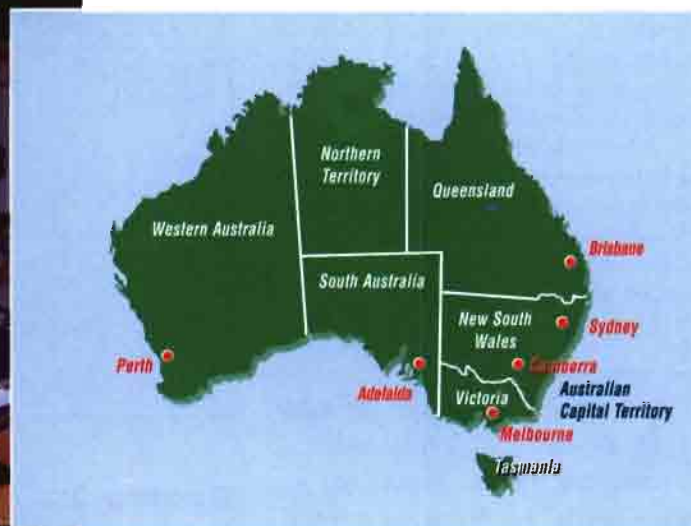 Northern
Territory
Queensland
Western Australia
Brisbane
South Australia
New South
Wales
Sydney
Perth
Canberra
Adelaide
Victoria
Australian
Capital Territory
Melbourne
Tasmania